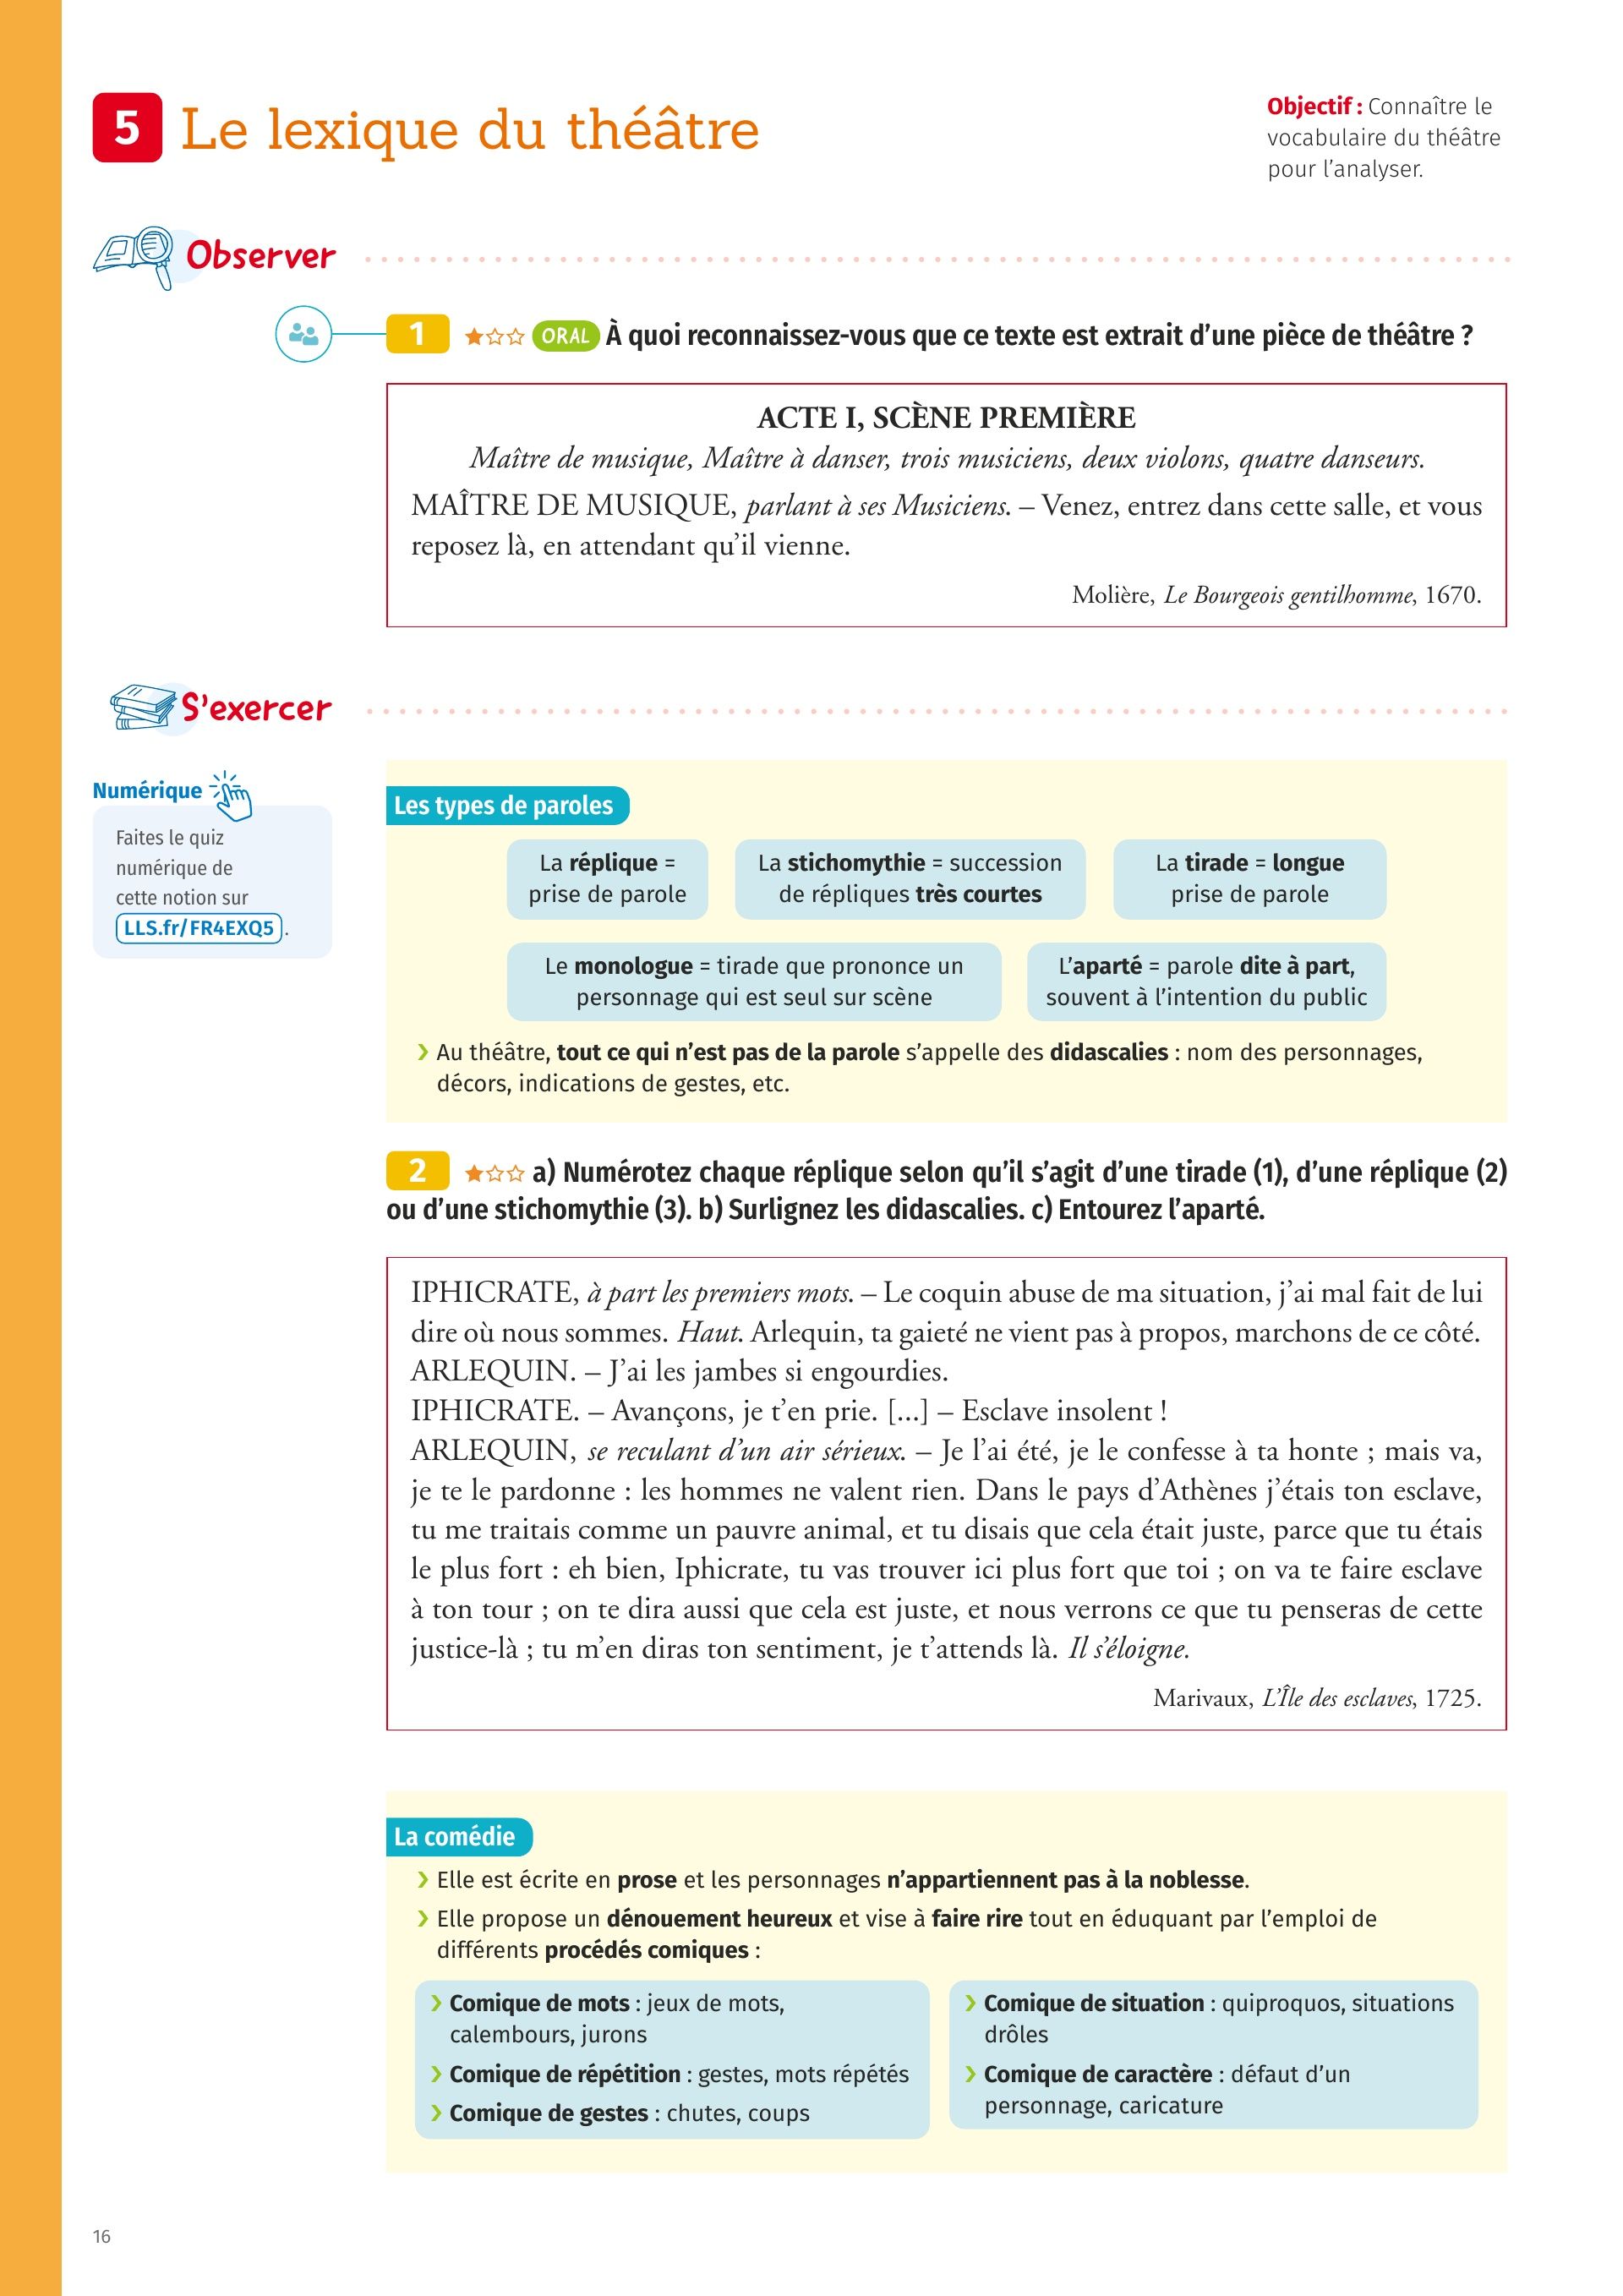 5 Le lexique du théâtre
Objectif : Connaître le
vocabulaire du théâtre
pour l'analyser.
Observer
1 ORAL À quoi reconnaissez-vous que ce texte est extrait d'une pièce de théâtre ?
ACTE I, SCÈNE PREMIÈRE
Maître de musique, Maître à danser, trois musiciens, deux violons, quatre danseurs.
MAÎTRE DE MUSIQUE, parlant à ses Musiciens. – Venez, entrez dans cette salle, et vous
reposez là, en attendant qu'il vienne.
Molière, Le Bourgeois gentilhomme, 1670.
S'exercer
Numérique
Faites le quiz
numérique de
cette notion sur
LLS.fr/FR4EXQ5.
Les types de paroles
La réplique =
prise de parole
La stichomythie = succession
de répliques très courtes
La tirade = longue
prise de parole
Le monologue = tirade que prononce un
personnage qui est seul sur scène
L'aparté = parole dite à part,
souvent à l'intention du public
Au théâtre, tout ce qui n'est pas de la parole s'appelle des didascalies : nom des personnages,
décors, indications de gestes, etc.
2 a) Numérotez chaque réplique selon qu'il s'agit d'une tirade (1), d'une réplique (2)
ou d'une stichomythie (3). b) Surlignez les didascalies. c) Entourez l'aparté.
IPHICRATE, à part les premiers mots. – Le coquin abuse de ma situation, j'ai mal fait de lui
dire où nous sommes. Haut. Arlequin, ta gaieté ne vient pas à propos, marchons de ce côté.
ARLEQUIN. – J'ai les jambes si engourdies.
IPHICRATE. – Avançons, je t'en prie. [...] – Esclave insolent !
ARLEQUIN, se reculant d'un air sérieux. – Je l'ai été, je le confesse à ta honte ; mais va,
je te le pardonne : les hommes ne valent rien. Dans le pays d'Athènes j'étais ton esclave,
tu me traitais comme un pauvre animal, et tu disais que cela était juste, parce que tu étais
le plus fort : eh bien, Iphicrate, tu vas trouver ici plus fort que toi ; on va te faire esclave
à ton tour ; on te dira aussi que cela est juste, et nous verrons ce que tu penseras de cette
justice-là ; tu m'en diras ton sentiment, je t'attends là. Il s'éloigne.
Marivaux, L'Île des esclaves, 1725.
La comédie
Elle est écrite en prose et les personnages n'appartiennent pas à la noblesse.
Elle propose un dénouement heureux et vise à faire rire tout en éduquant par l'emploi de
différents procédés comiques :
Comique de mots : jeux de mots,
calembours, jurons
Comique de répétition : gestes, mots répétés
Comique de gestes : chutes, coups
Comique de situation : quiproquos, situations
drôles
Comique de caractère : défaut d'un
personnage, caricature
16